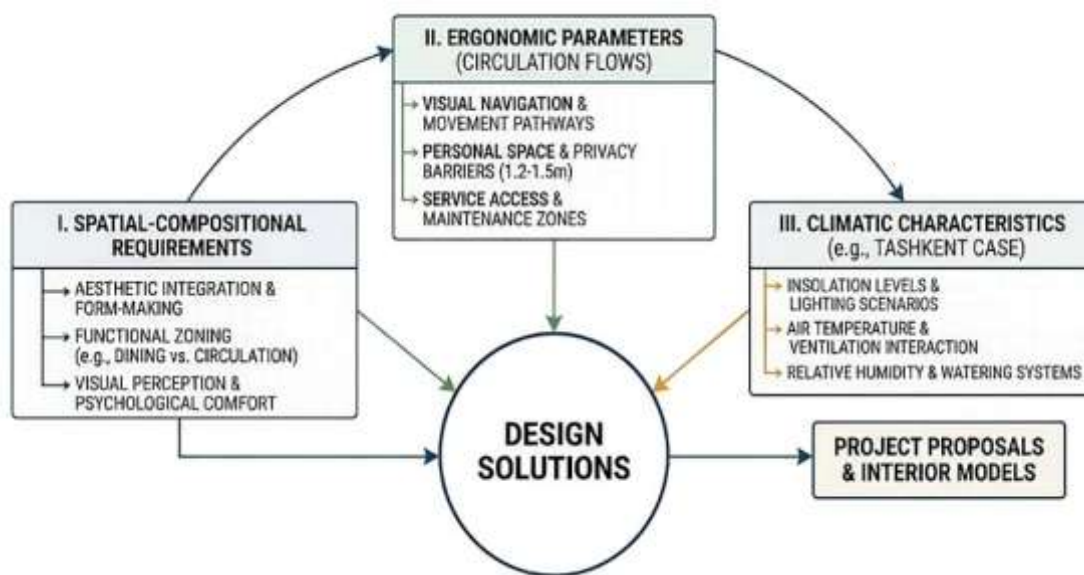 II. ERGONOMIC PARAMETERS
(CIRCULATION FLOWS)
VISUAL NAVIGATION &
MOVEMENT PATHWAYS
PERSONAL SPACE & PRIVACY
BARRIERS (1.2-1.5m)
SERVICE ACCESS &
MAINTENANCE ZONES
I. SPATIAL-COMPOSITIONAL
REQUIREMENTS
AESTHETIC INTEGRATION &
FORM-MAKING
FUNCTIONAL ZONING
(e.g., DINING vs. CIRCULATION)
VISUAL PERCEPTION &
PSYCHOLOGICAL COMFORT
III. CLIMATIC CHARACTERISTICS
(e.g., TASHKENT CASE)
INSOLATION LEVELS &
LIGHTING SCENARIOS
AIR TEMPERATURE &
VENTILATION INTERACTION
RELATIVE HUMIDITY & WATERING SYSTEMS
DESIGN
SOLUTIONS
PROJECT PROPOSALS
& INTERIOR MODELS